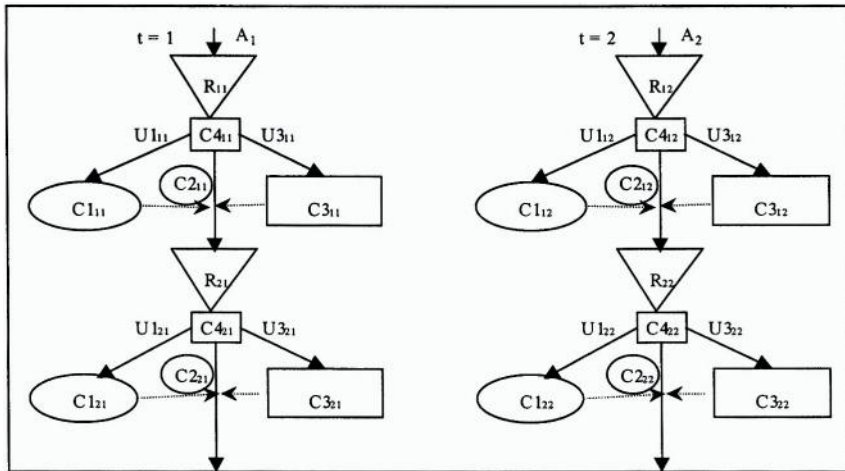 t = 1 A₁ t = 2 A₂
R₁₁ R₁₂
U1₁₁ C4₁₁ U3₁₁ U1₁₂ C4₁₂ U3₁₂
C2₁₁ C2₁₂
C1₁₁ C3₁₁ C1₁₂ C3₁₂
R₂₁ R₂₂
U1₂₁ C4₂₁ U3₂₁ U1₂₂ C4₂₂ U3₂₂
C2₂₁ C2₂₂
C1₂₁ C3₂₁ C1₂₂ C3₂₂